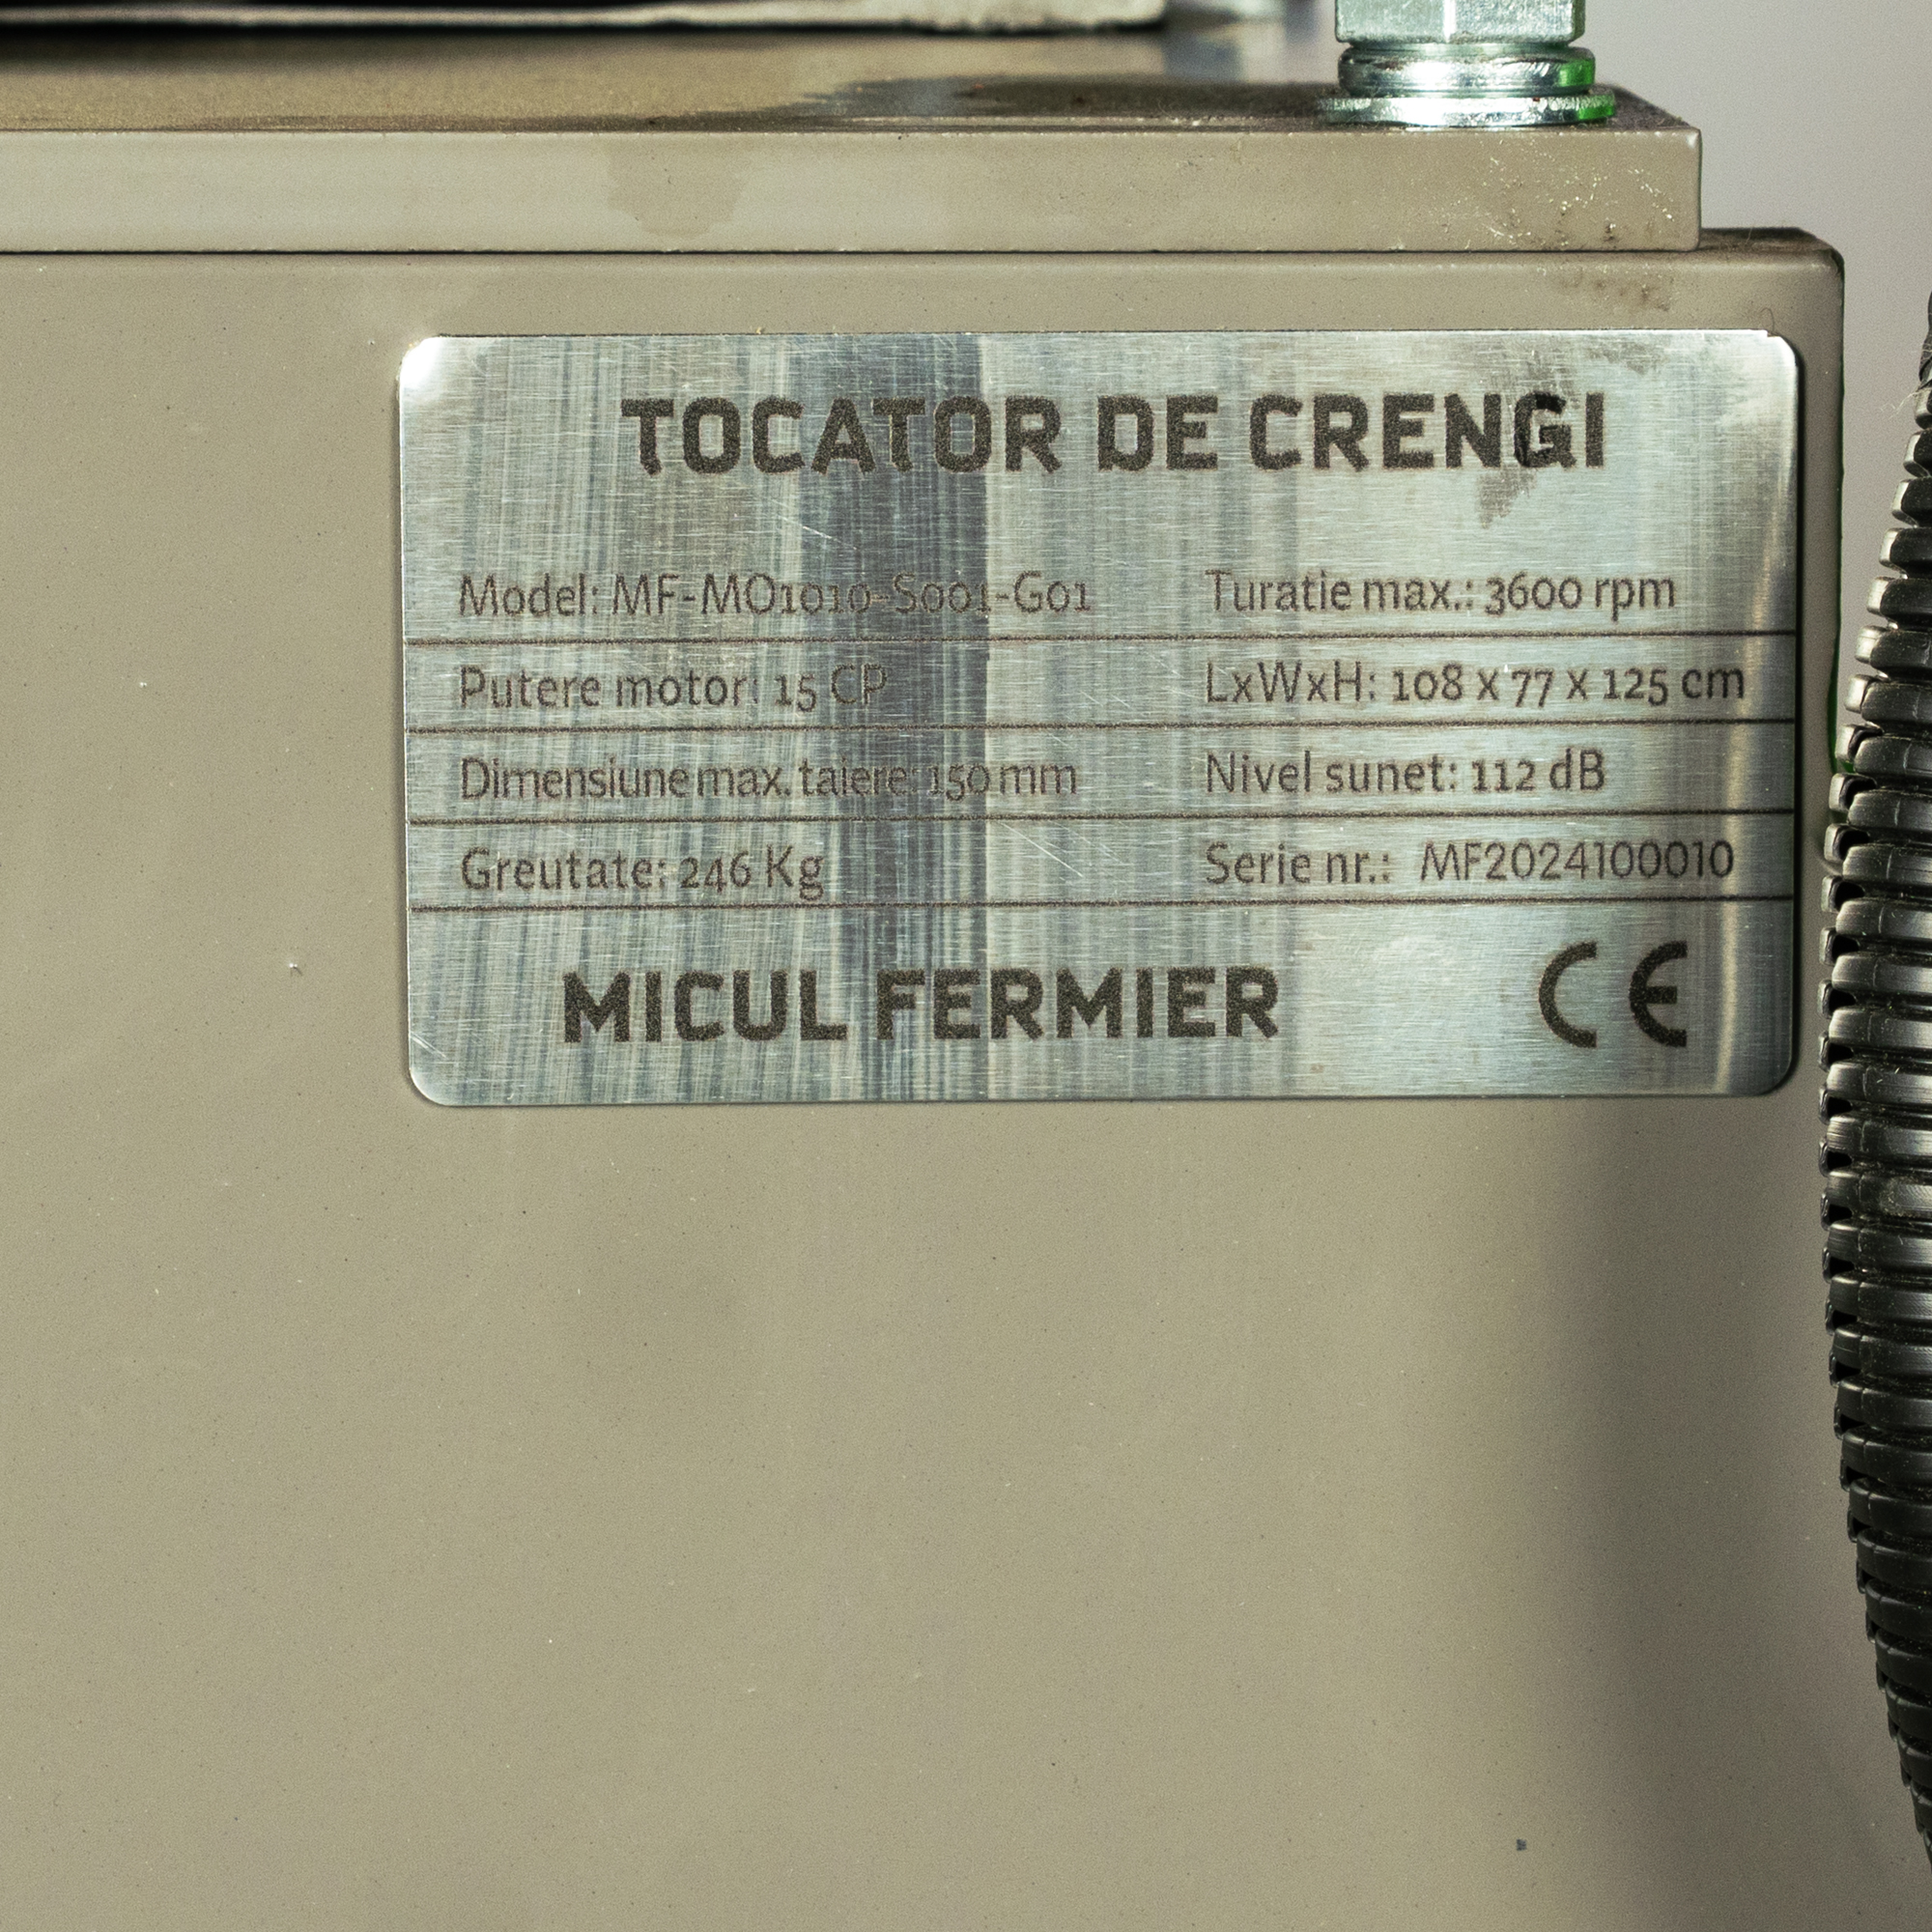 TOCATOR DE CRENGI
Model: MF-MO1010-S001-G01 Turatie max.: 3600 rpm
Putere motor: 15 CP LxWxH: 108 x 77 x 125 cm
Dimensiune max. taiere: 150 mm Nivel sunet: 112 dB
Greutate: 246 Kg Serie nr.: MF2024100010
MICUL FERMIER CE